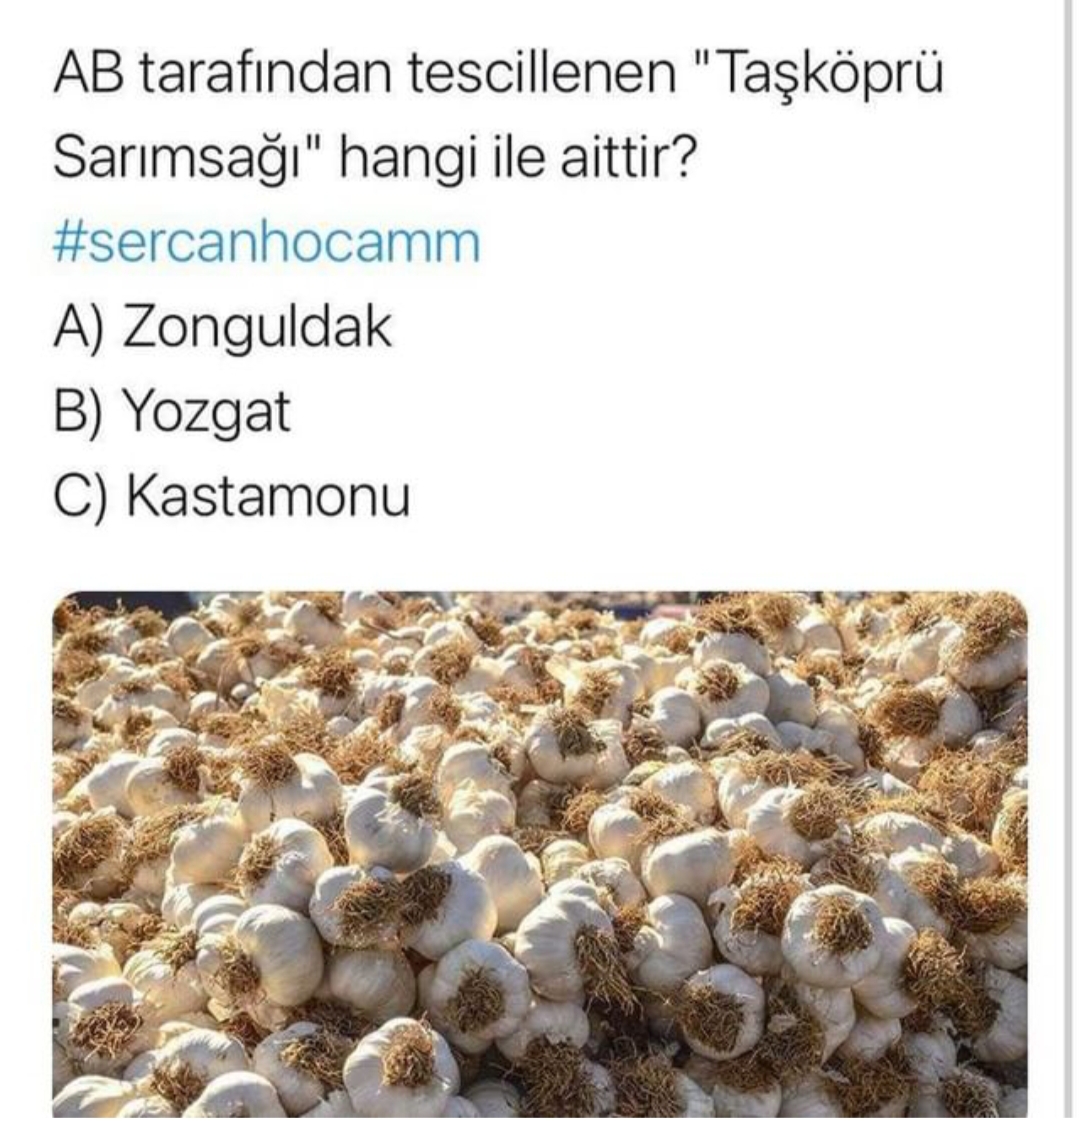 AB tarafından tescillenen "Taşköprü
Sarımsağı" hangi ile aittir?
#sercanhocamm
A) Zonguldak
B) Yozgat
C) Kastamonu